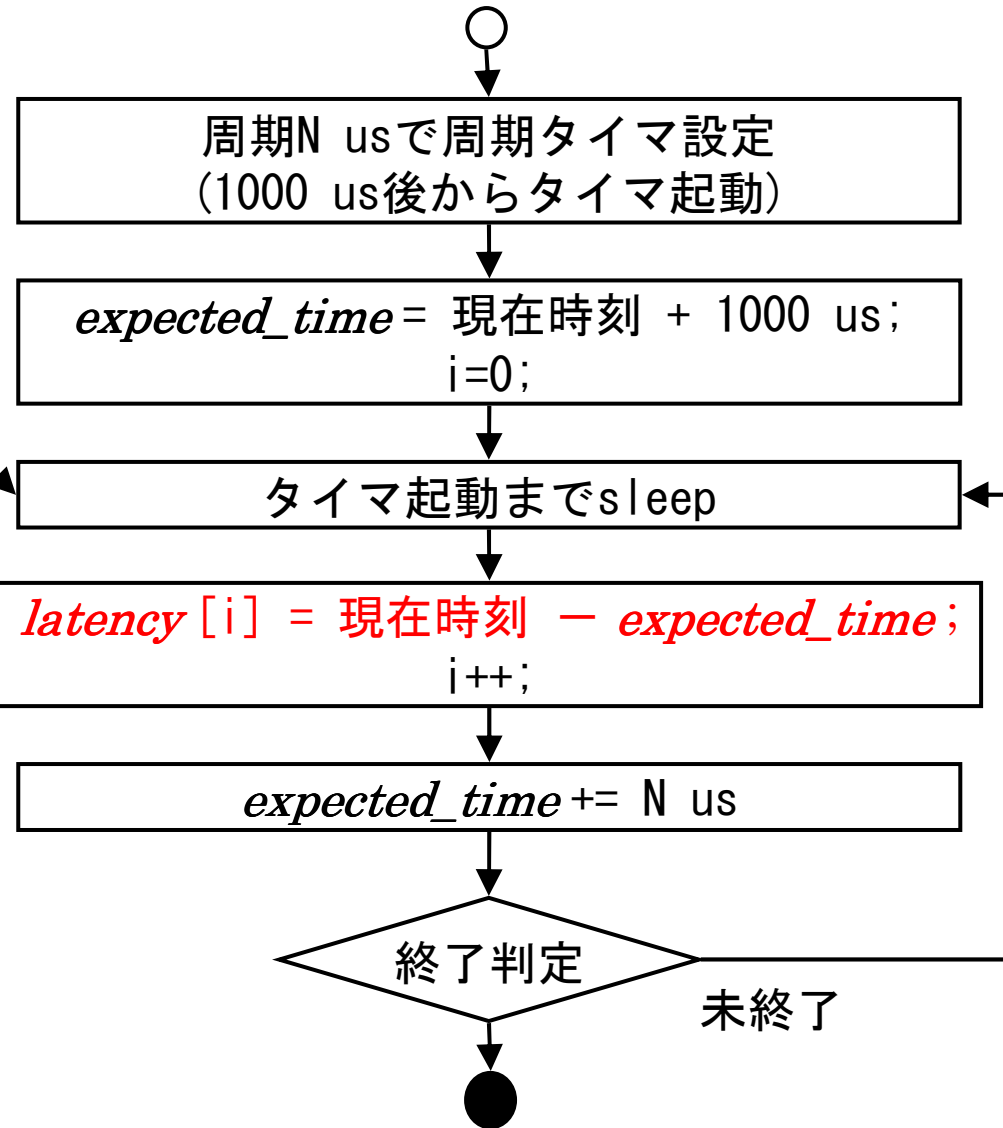 周期N usで周期タイマ設定
(1000 us後からタイマ起動)
expected_time = 現在時刻 + 1000 us;
i=0;
タイマ起動までsleep
latency[i] = 現在時刻 － expected_time;
i++;
expected_time += N us
終了判定
未終了